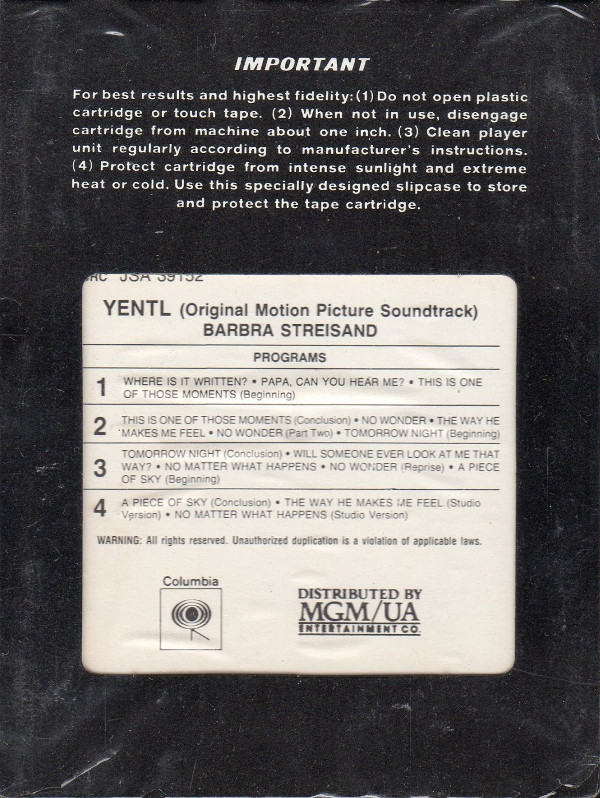 IMPORTANT
For best results and highest fidelity: (1) Do not open plastic
cartridge or touch tape. (2) When not in use, disengage
cartridge from machine about one inch. (3) Clean player
unit regularly according to manufacturer's instructions.
(4) Protect cartridge from intense sunlight and extreme
heat or cold. Use this specially designed slipcase to store
and protect the tape cartridge.
JSA 39152
YENTL (Original Motion Picture Soundtrack)
BARBRA STREISAND
PROGRAMS
1 WHERE IS IT WRITTEN? • PAPA, CAN YOU HEAR ME? • THIS IS ONE
OF THOSE MOMENTS (Beginning)
2 THIS IS ONE OF THOSE MOMENTS (Conclusion) • NO WONDER • THE WAY HE
MAKES ME FEEL • NO WONDER (Part Two) • TOMORROW NIGHT (Beginning)
3 TOMORROW NIGHT (Conclusion) • WILL SOMEONE EVER LOOK AT ME THAT
WAY? • NO MATTER WHAT HAPPENS • NO WONDER (Reprise) • A PIECE
OF SKY (Beginning)
4 A PIECE OF SKY (Conclusion) • THE WAY HE MAKES ME FEEL (Studio
Version) • NO MATTER WHAT HAPPENS (Studio Version)
WARNING: All rights reserved. Unauthorized duplication is a violation of applicable laws.
Columbia
DISTRIBUTED BY
MGM/UA
ENTERTAINMENT CO.